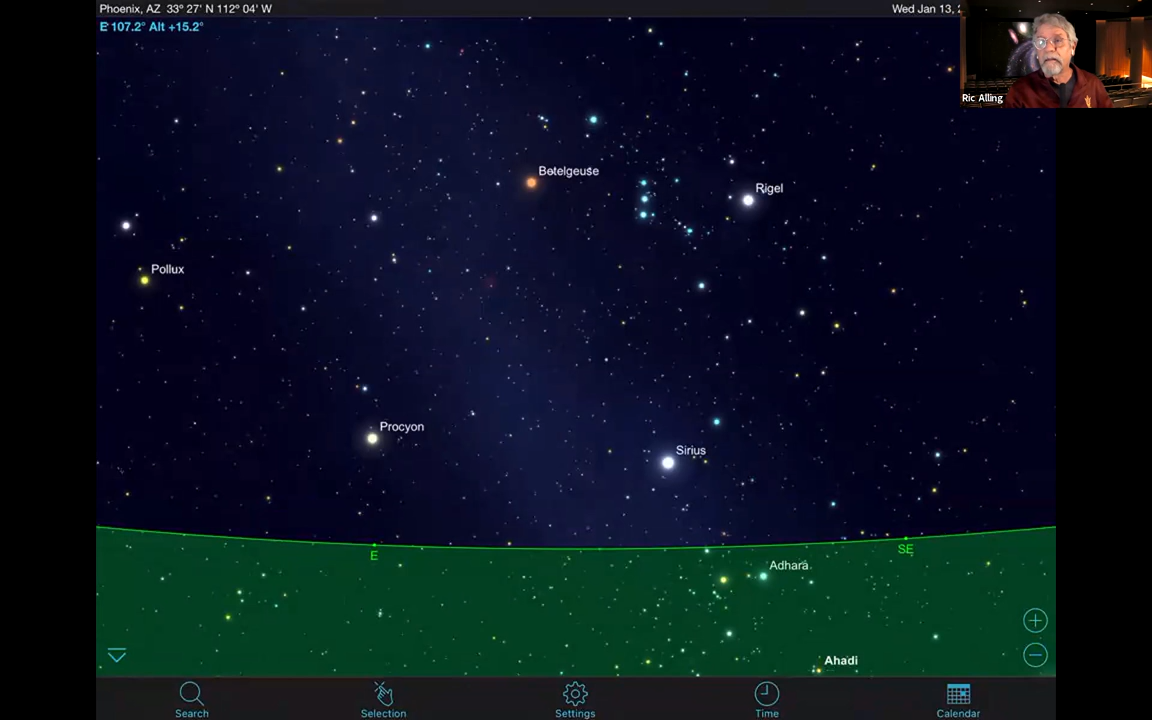 Phoenix, AZ 33° 27' N 112° 04' W
Wed Jan 13, 2
E 107.2° Alt +15.2°
Ric Alling
Betelgeuse
Rigel
Pollux
Procyon
Sirius
E
SE
Adhara
Ahadi
Search
Selection
Settings
Time
Calendar